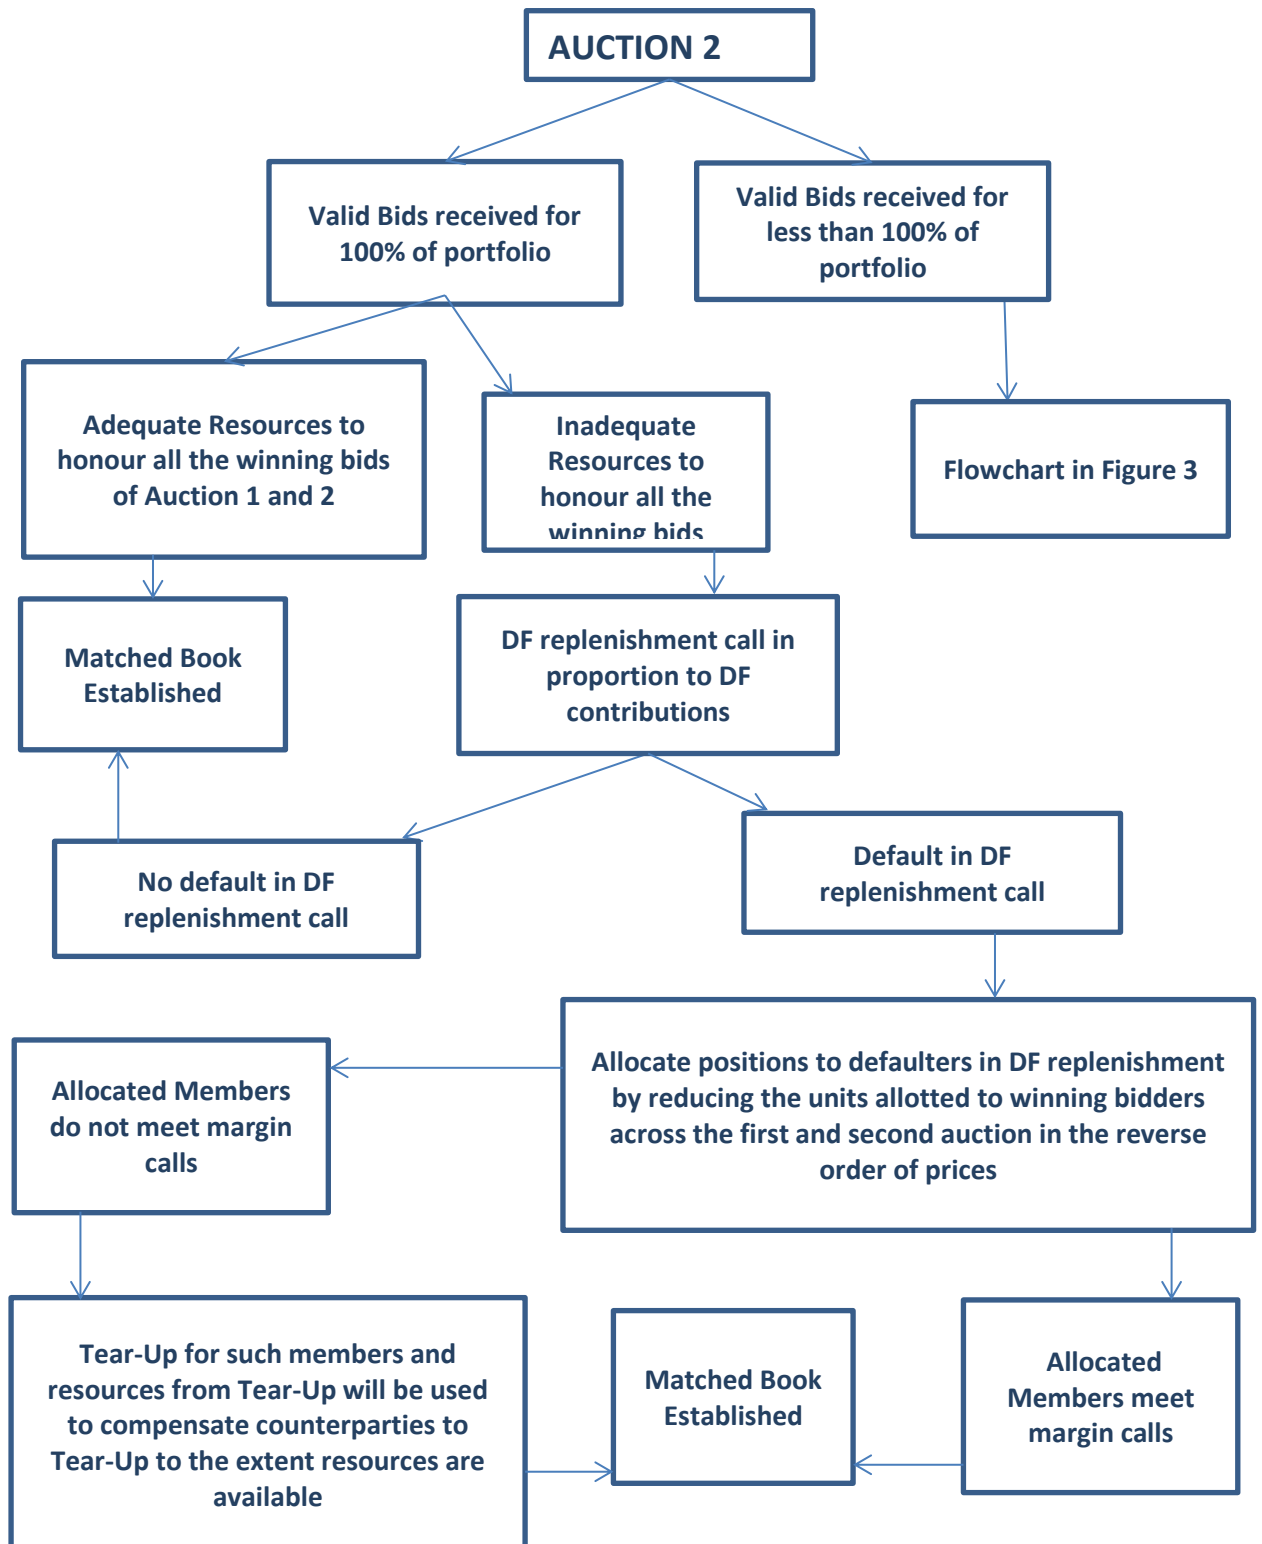 AUCTION 2
Valid Bids received for
100% of portfolio
Valid Bids received for
less than 100% of
portfolio
Adequate Resources to
honour all the winning bids
of Auction 1 and 2
Inadequate
Resources to
honour all the
winning bids
Flowchart in Figure 3
Matched Book
Established
DF replenishment call in
proportion to DF
contributions
No default in DF
replenishment call
Default in DF
replenishment call
Allocated Members
do not meet margin
calls
Allocate positions to defaulters in DF replenishment
by reducing the units allotted to winning bidders
across the first and second auction in the reverse
order of prices
Tear-Up for such members and
resources from Tear-Up will be used
to compensate counterparties to
Tear-Up to the extent resources are
available
Matched Book
Established
Allocated
Members meet
margin calls